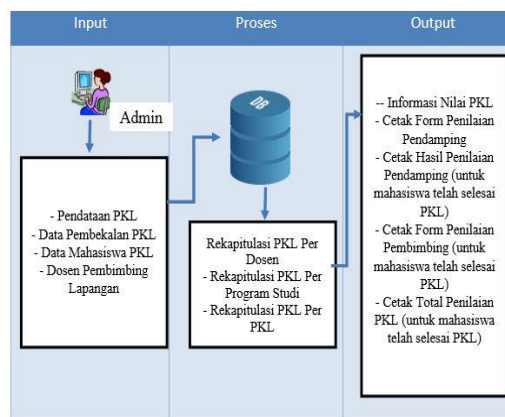 Input
Proses
Output
Admin
- Pendataan PKL
- Data Pembekalan PKL
- Data Mahasiswa PKL
- Dosen Pembimbing
Lapangan
DB
Rekapitulasi PKL Per
Dosen
- Rekapitulasi PKL Per
Program Studi
- Rekapitulasi PKL Per
PKL
-- Informasi Nilai PKL
- Cetak Form Penilaian
Pendamping
- Cetak Hasil Penilaian
Pendamping (untuk
mahasiswa telah selesai
PKL)
- Cetak Form Penilaian
Pembimbing (untuk
mahasiswa telah selesai
PKL)
- Cetak Total Penilaian
PKL (untuk mahasiswa
telah selesai PKL)